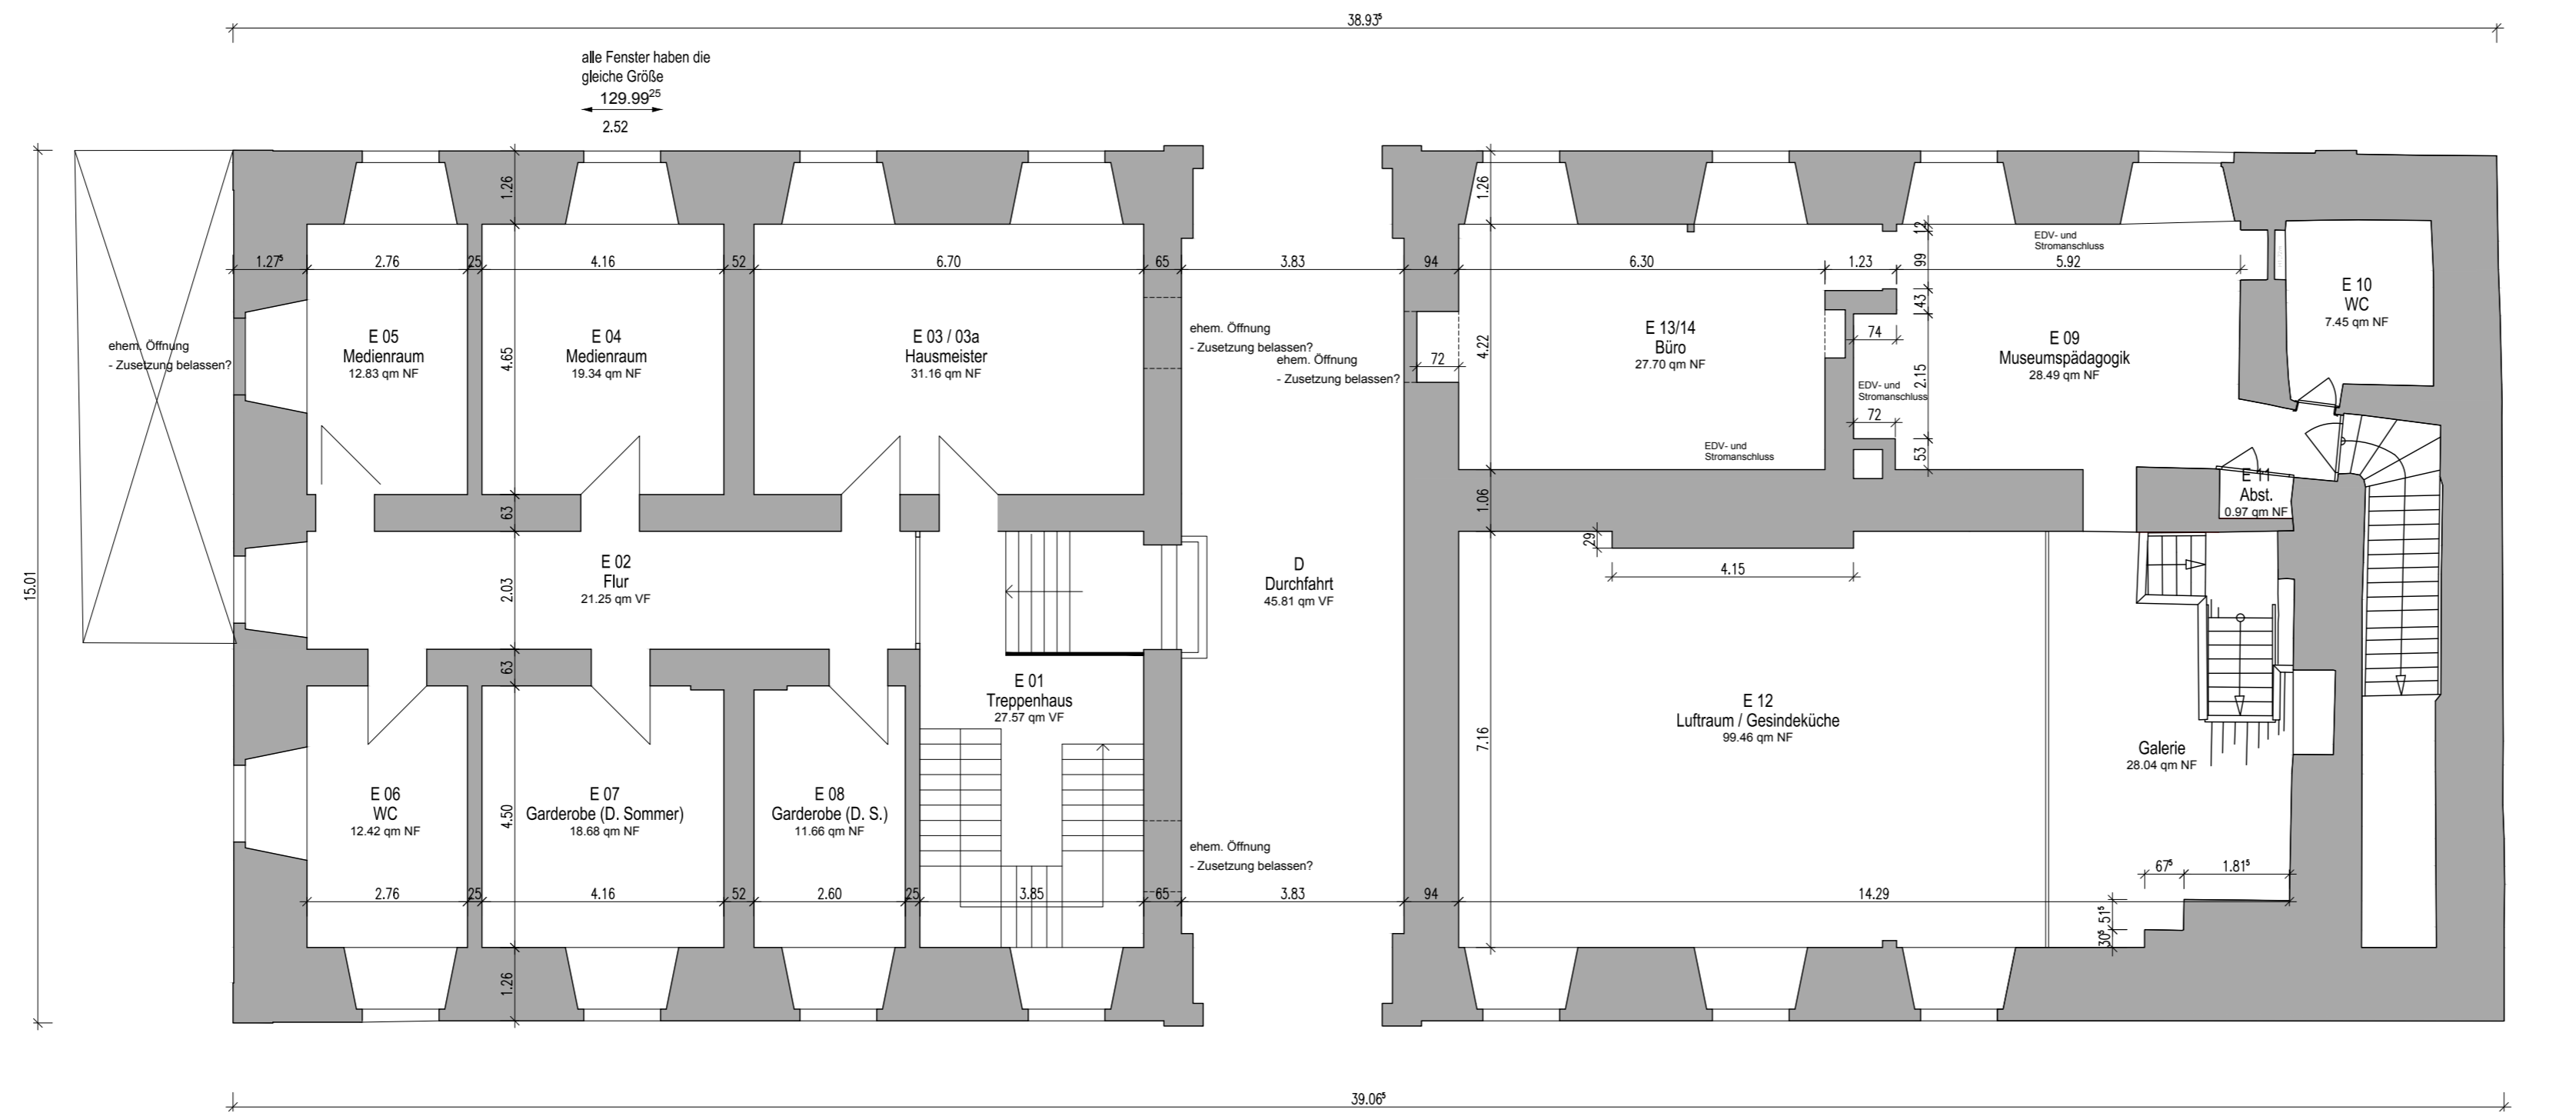 38.93⁵
alle Fenster haben die
gleiche Größe
129.99²⁵
2.52
15.01
1.26
1.26
1.27⁵
2.76
25
4.16
52
6.70
65
3.83
94
6.30
1.23
12
99
5.92
EDV- und
Stromanschluss
ehem. Öffnung
- Zusetzung belassen?
E 05
Medienraum
12.83 qm NF
E 04
Medienraum
19.34 qm NF
4.65
E 03 / 03a
Hausmeister
31.16 qm NF
ehem. Öffnung
- Zusetzung belassen?
ehem. Öffnung
- Zusetzung belassen?
72
4.22
E 13/14
Büro
27.70 qm NF
43
74
2.15
EDV- und
Stromanschluss
72
53
E 09
Museumspädagogik
28.49 qm NF
E 10
WC
7.45 qm NF
EDV- und
Stromanschluss
E 11
Abst.
0.97 qm NF
63
1.06
29
4.15
E 02
Flur
21.25 qm VF
2.03
D
Durchfahrt
45.81 qm VF
63
E 01
Treppenhaus
27.57 qm VF
E 12
Luftraum / Gesindeküche
99.46 qm NF
7.16
Galerie
28.04 qm NF
E 06
WC
12.42 qm NF
E 07
Garderobe (D. Sommer)
18.68 qm NF
4.50
E 08
Garderobe (D. S.)
11.66 qm NF
ehem. Öffnung
- Zusetzung belassen?
67⁵
1.81⁵
2.76
25
4.16
52
2.60
25
3.85
65
3.83
94
14.29
51⁵
30⁵
1.26
39.06⁵